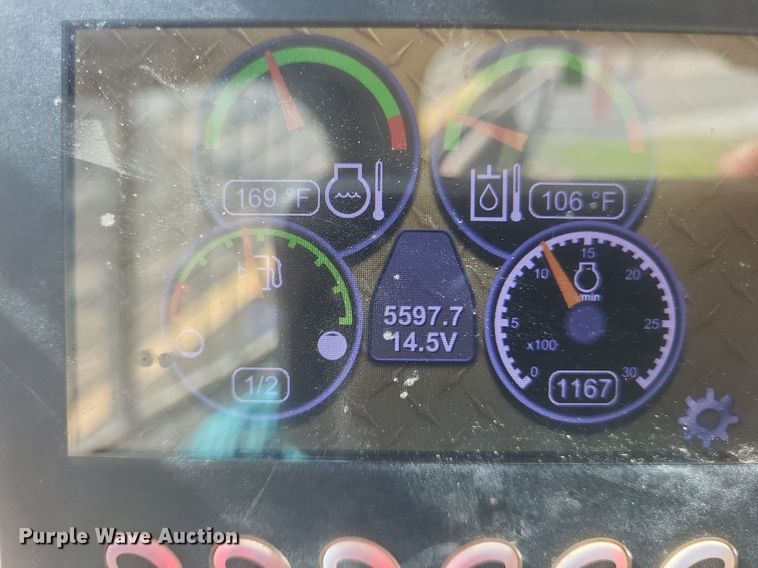 169 °F
106 °F
5597.7
14.5V
1/2
0
5
10
15
20
25
30
x100
/min
1167
Purple Wave Auction